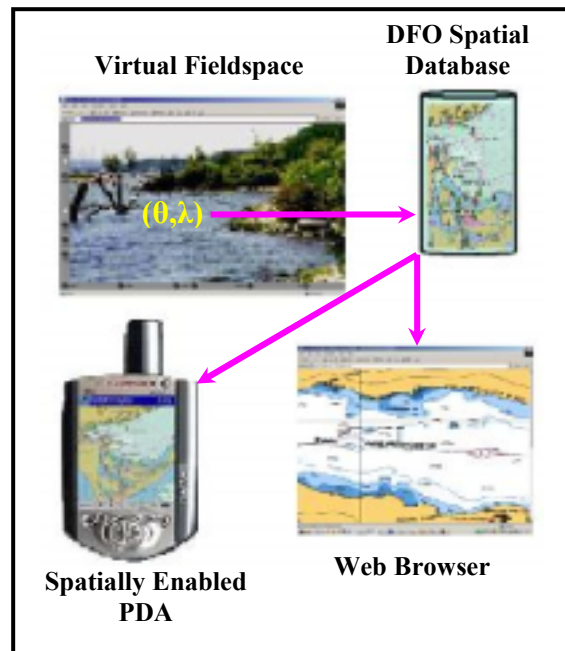 Virtual Fieldspace
DFO Spatial
Database
(θ,λ)
Spatially Enabled
PDA
Web Browser